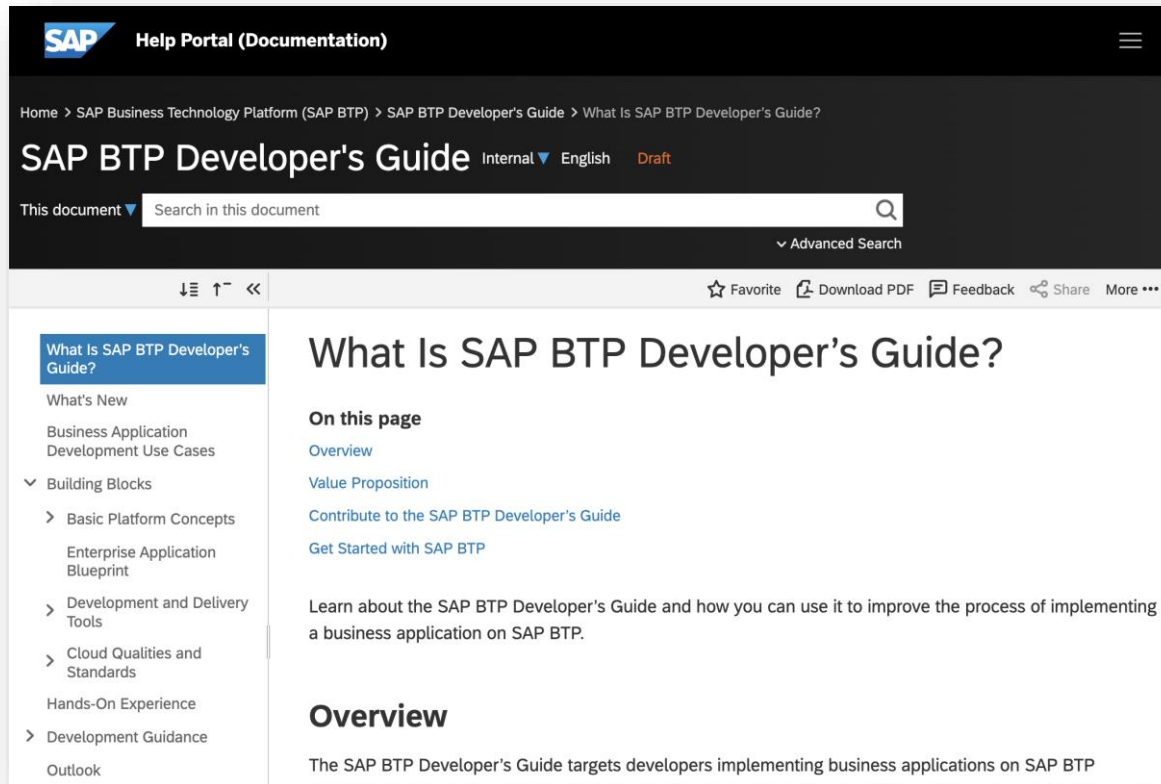 SAP Help Portal (Documentation)
Home > SAP Business Technology Platform (SAP BTP) > SAP BTP Developer's Guide > What Is SAP BTP Developer's Guide?
SAP BTP Developer's Guide Internal ▼ English Draft
This document ▼ Search in this document
Advanced Search
Favorite Download PDF Feedback Share More •••
What Is SAP BTP Developer's
Guide?
What's New
Business Application
Development Use Cases
Building Blocks
Basic Platform Concepts
Enterprise Application
Blueprint
Development and Delivery
Tools
Cloud Qualities and
Standards
Hands-On Experience
Development Guidance
Outlook
What Is SAP BTP Developer’s Guide?
On this page
Overview
Value Proposition
Contribute to the SAP BTP Developer’s Guide
Get Started with SAP BTP
Learn about the SAP BTP Developer’s Guide and how you can use it to improve the process of implementing
a business application on SAP BTP.
Overview
The SAP BTP Developer’s Guide targets developers implementing business applications on SAP BTP